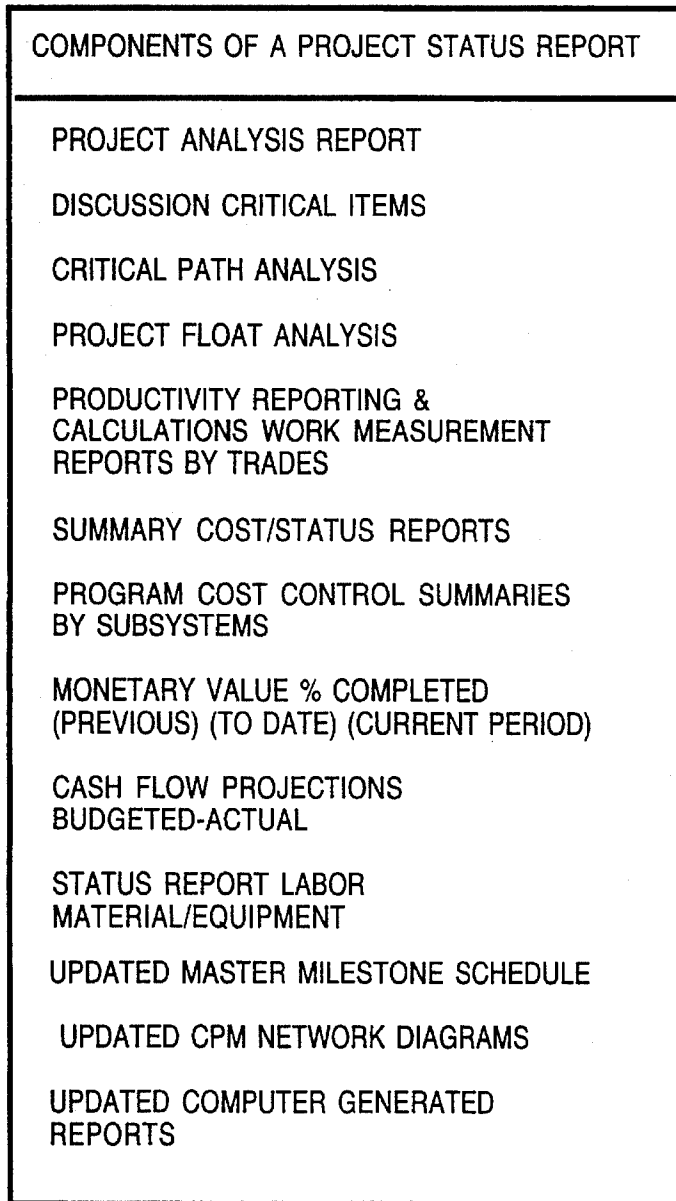 COMPONENTS OF A PROJECT STATUS REPORT
PROJECT ANALYSIS REPORT
DISCUSSION CRITICAL ITEMS
CRITICAL PATH ANALYSIS
PROJECT FLOAT ANALYSIS
PRODUCTIVITY REPORTING &
CALCULATIONS WORK MEASUREMENT
REPORTS BY TRADES
SUMMARY COST/STATUS REPORTS
PROGRAM COST CONTROL SUMMARIES
BY SUBSYSTEMS
MONETARY VALUE % COMPLETED
(PREVIOUS) (TO DATE) (CURRENT PERIOD)
CASH FLOW PROJECTIONS
BUDGETED-ACTUAL
STATUS REPORT LABOR
MATERIAL/EQUIPMENT
UPDATED MASTER MILESTONE SCHEDULE
UPDATED CPM NETWORK DIAGRAMS
UPDATED COMPUTER GENERATED
REPORTS